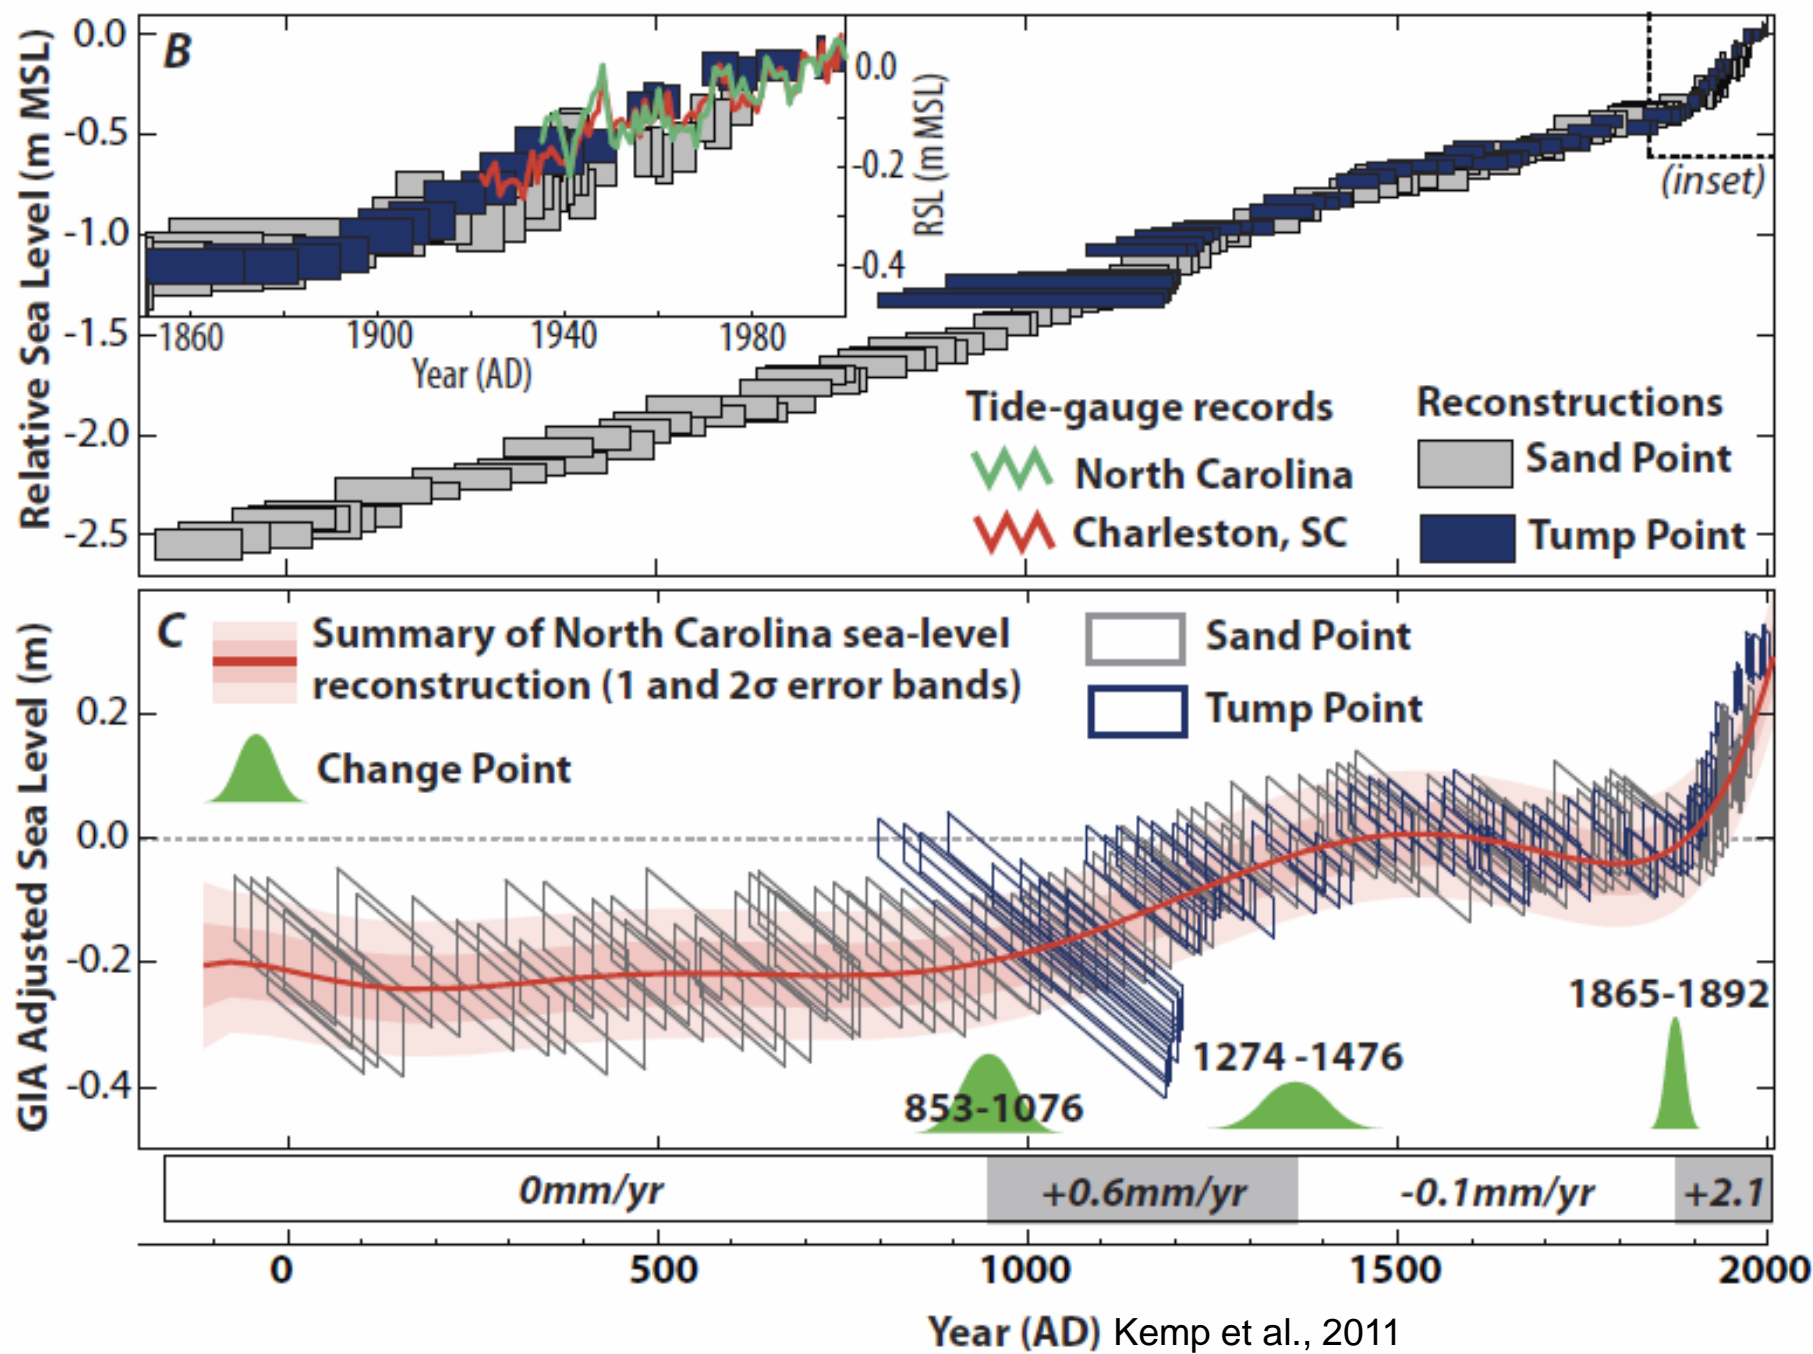 B
Relative Sea Level (m MSL)
0.0
-0.5
-1.0
-1.5
-2.0
-2.5
0.0
-0.2
-0.4
RSL (m MSL)
1860 1900 1940 1980
Year (AD)
(inset)
Tide-gauge records
North Carolina
Charleston, SC
Reconstructions
Sand Point
Tump Point
C
GIA Adjusted Sea Level (m)
0.2
0.0
-0.2
-0.4
Summary of North Carolina sea-level
reconstruction (1 and 2σ error bands)
Change Point
Sand Point
Tump Point
853-1076
1274 -1476
1865-1892
0mm/yr +0.6mm/yr -0.1mm/yr +2.1
0 500 1000 1500 2000
Year (AD) Kemp et al., 2011